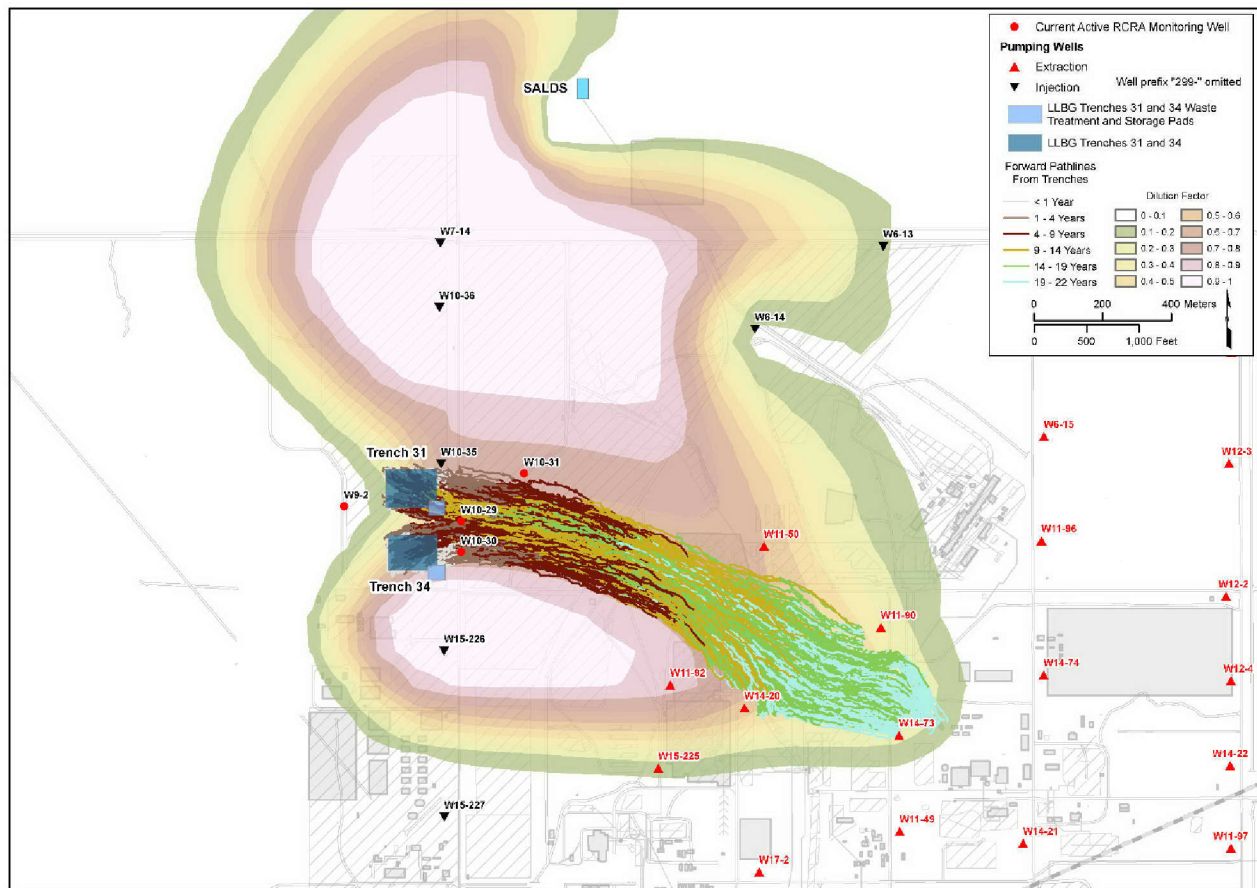 Current Active RCRA Monitoring Well
Pumping Wells
Extraction
Injection
Well prefix "299-" omitted
LLBG Trenches 31 and 34 Waste
Treatment and Storage Pads
LLBG Trenches 31 and 34
Forward Pathlines
From Trenches
< 1 Year
1 - 4 Years
4 - 9 Years
9 - 14 Years
14 - 19 Years
19 - 22 Years
Dilution Factor
0 - 0.1
0.1 - 0.2
0.2 - 0.3
0.3 - 0.4
0.4 - 0.5
0.5 - 0.6
0.6 - 0.7
0.7 - 0.8
0.8 - 0.9
0.9 - 1
0 200 400 Meters
0 500 1,000 Feet
SALDS
W7-14
W6-13
W10-36
W6-14
W6-15
Trench 31
W10-35
W10-31
W12-3
W9-2
W10-29
W10-30
W11-50
W11-96
Trench 34
W12-2
W11-90
W15-226
W11-92
W14-74
W12-4
W14-20
W14-73
W15-225
W14-22
W15-227
W11-49
W14-21
W11-97
W17-2